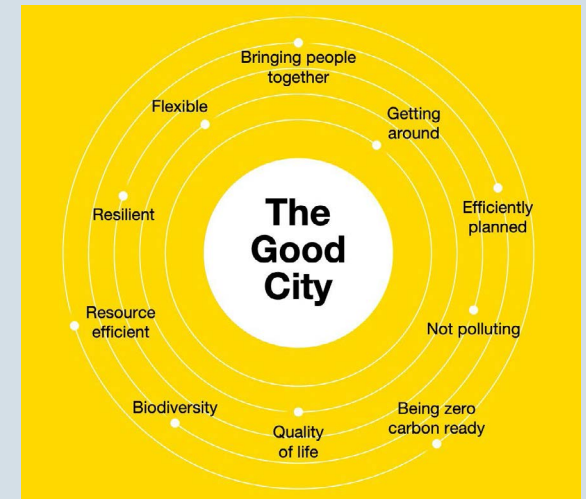 Bringing people
together
Flexible
Getting
around
The
Good
City
Resilient
Efficiently
planned
Resource
efficient
Not polluting
Biodiversity
Quality
of life
Being zero
carbon ready